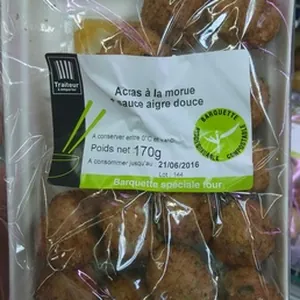 Traiteur
Acras à la morue
sauce aigre douce
A conserver entre 0°C et
Poids net 170g
A consommer jusqu'au 21/06/2016
Lot : 144
BARQUETTE
Barquette spéciale four